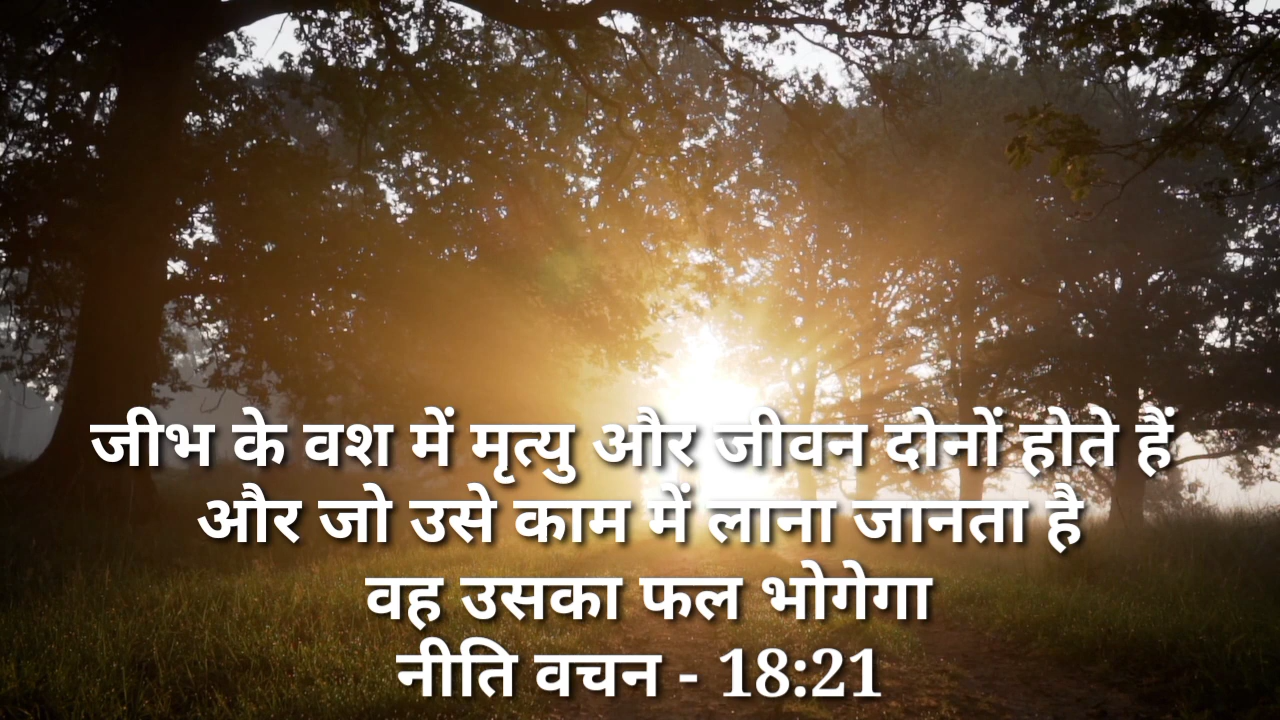 जीभ के वश में मृत्यु और जीवन दोनों होते हैं
और जो उसे काम में लाना जानता है
वह उसका फल भोगेगा
नीति वचन - 18:21